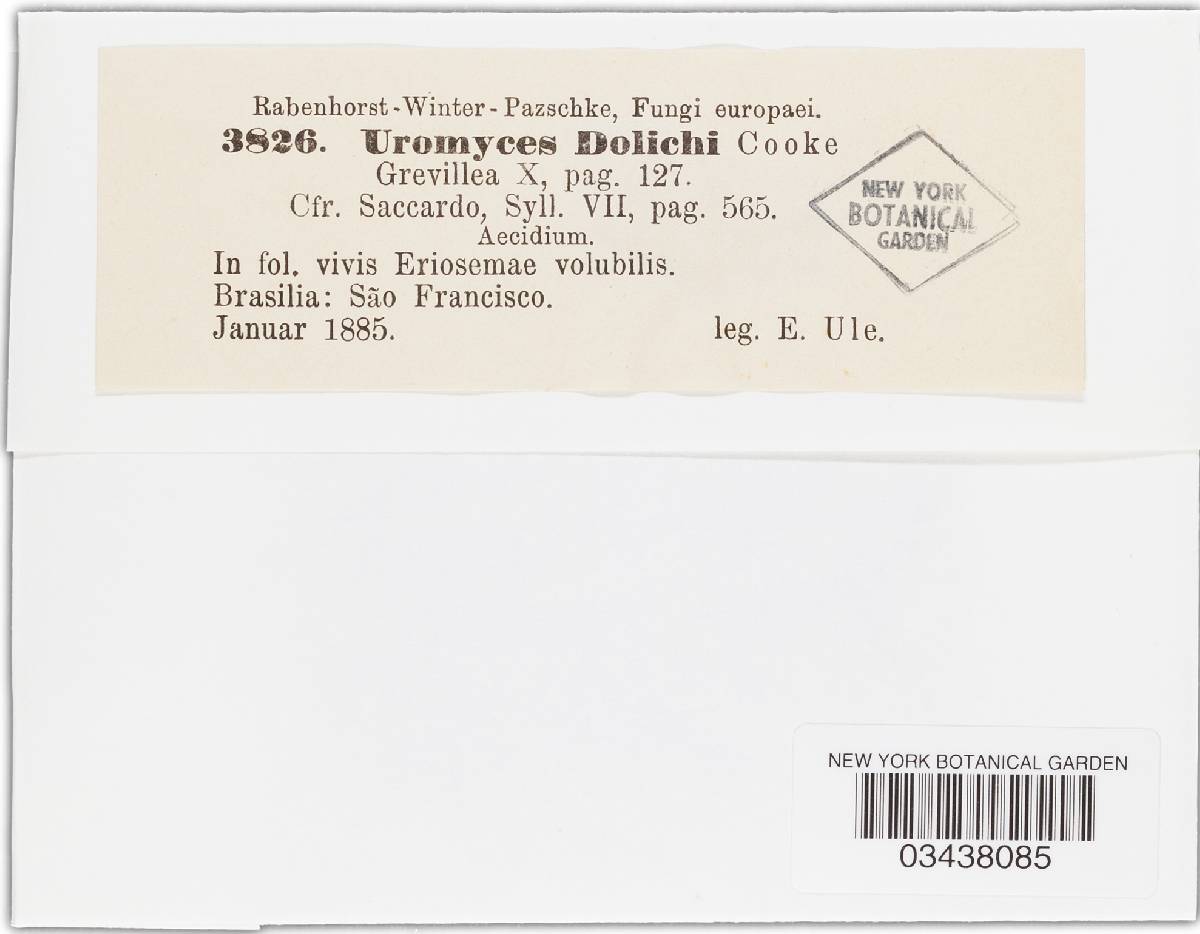 Rabenhorst-Winter-Pazschke, Fungi europaei.
3826. Uromyces Dolichi Cooke
Grevillea X, pag. 127.
Cfr. Saccardo, Syll. VII, pag. 565.
Aecidium.
In fol. vivis Eriosemae volubilis.
Brasilia: São Francisco.
Januar 1885. leg. E. Ule.
NEW YORK
BOTANICAL
GARDEN
NEW YORK BOTANICAL GARDEN
03438085